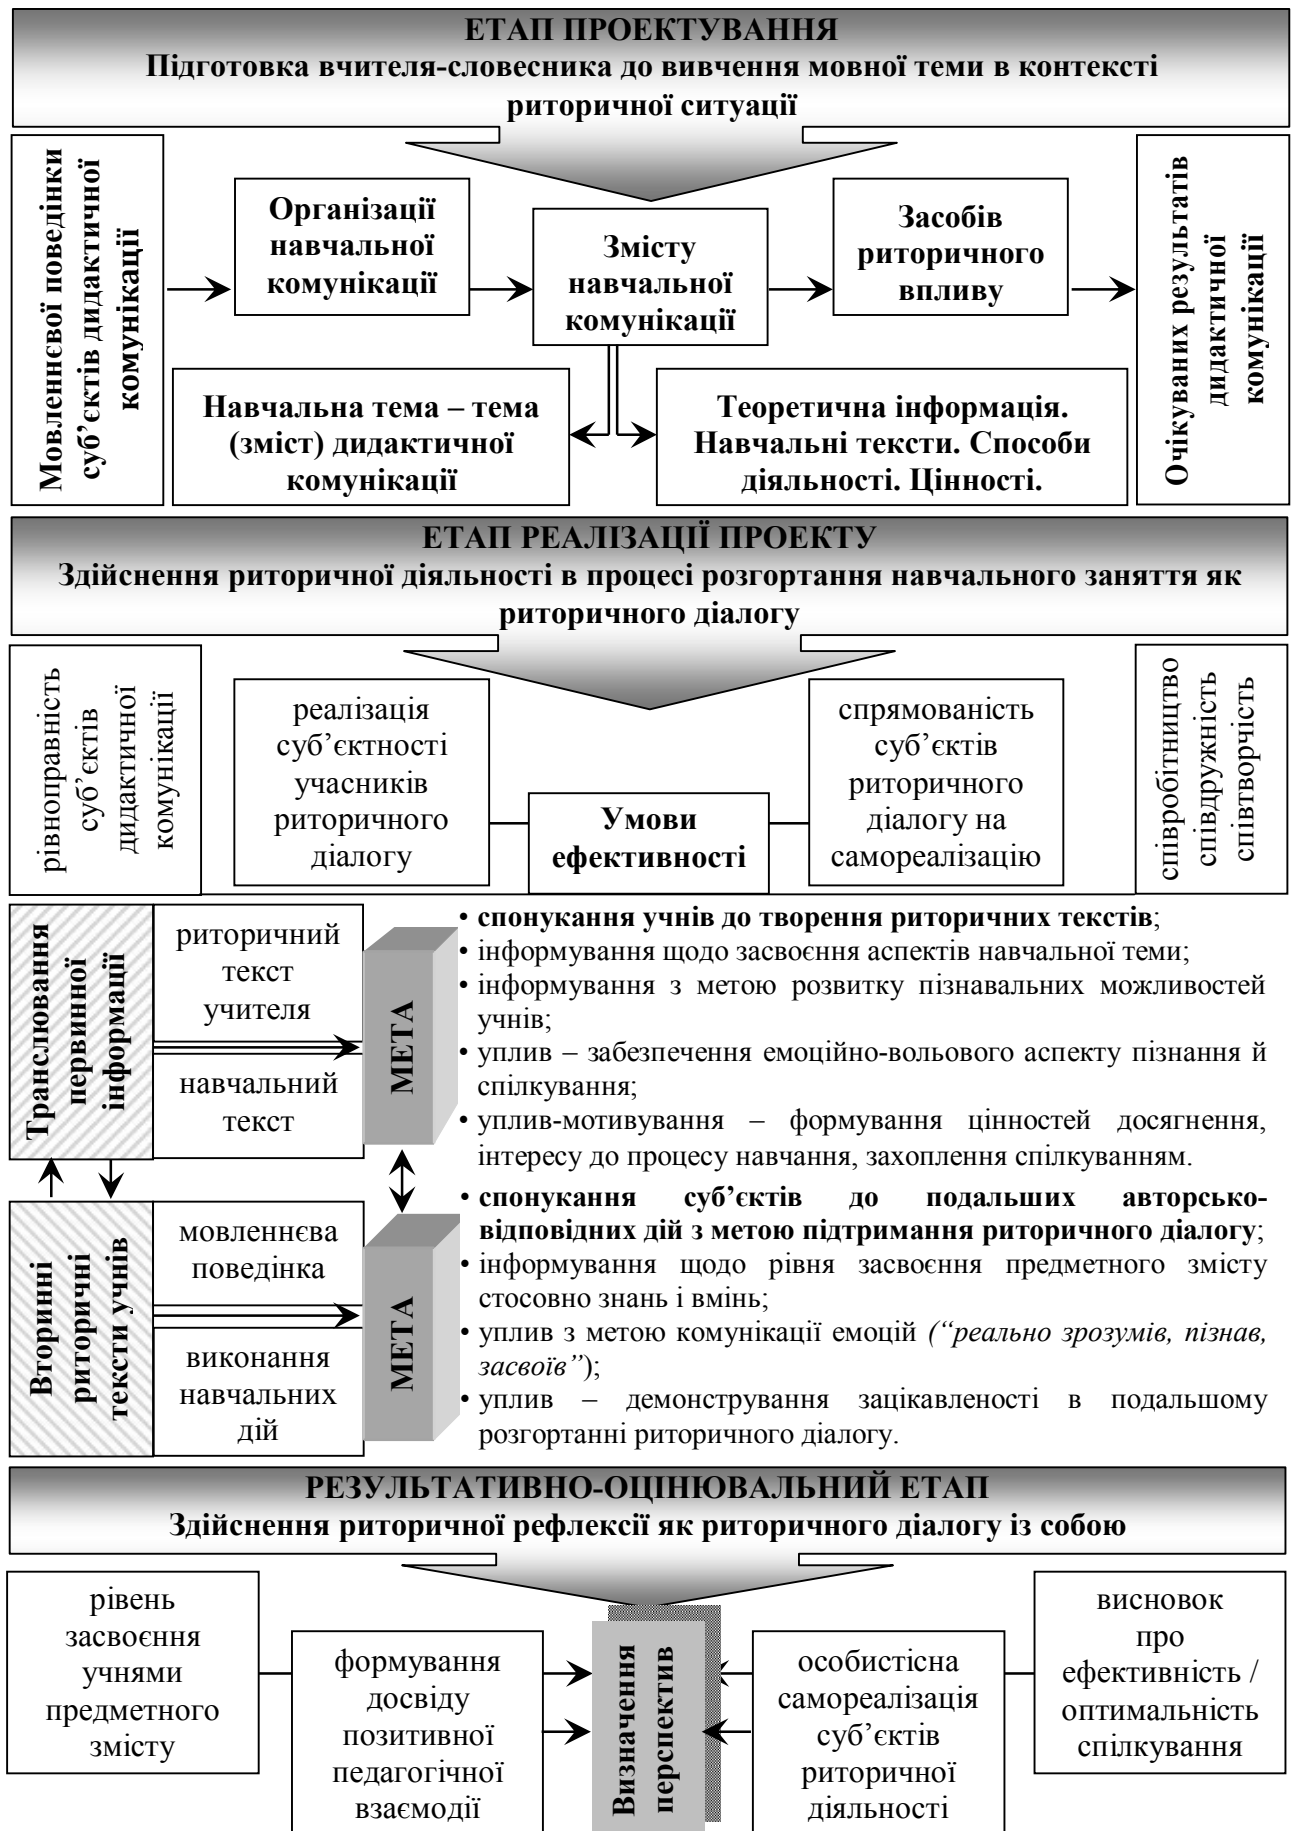 ЕТАП ПРОЕКТУВАННЯ
Підготовка вчителя-словесника до вивчення мовної теми в контексті
риторичної ситуації
Мовленнєвої поведінки
суб’єктів дидактичної
комунікації
Організації
навчальної
комунікації
Змісту
навчальної
комунікації
Засобів
риторичного
впливу
Очікуваних результатів
дидактичної
комунікації
Навчальна тема – тема
(зміст) дидактичної
комунікації
Теоретична інформація.
Навчальні тексти. Способи
діяльності. Цінності.
ЕТАП РЕАЛІЗАЦІЇ ПРОЕКТУ
Здійснення риторичної діяльності в процесі розгортання навчального заняття як
риторичного діалогу
рівноправність
суб’єктів
дидактичної
комунікації
реалізація
суб’єктності
учасників
риторичного
діалогу
Умови
ефективності
спрямованість
суб’єктів
риторичного
діалогу на
самореалізацію
співробітництво
співдружність
співтворчість
Транслювання
первинної
інформації
риторичний
текст
учителя
навчальний
текст
МЕТА
• спонукання учнів до творення риторичних текстів;
• інформування щодо засвоєння аспектів навчальної теми;
• інформування з метою розвитку пізнавальних можливостей
учнів;
• уплив – забезпечення емоційно-вольового аспекту пізнання й
спілкування;
• уплив-мотивування – формування цінностей досягнення,
інтересу до процесу навчання, захоплення спілкуванням.
Вторинні
риторичні
тексти учнів
мовленнєва
поведінка
виконання
навчальних
дій
МЕТА
• спонукання суб’єктів до подальших авторсько-
відповідних дій з метою підтримання риторичного діалогу;
• інформування щодо рівня засвоєння предметного змісту
стосовно знань і вмінь;
• уплив з метою комунікації емоцій (“реально зрозумів, пізнав,
засвоїв”);
• уплив – демонстрування зацікавленості в подальшому
розгортанні риторичного діалогу.
РЕЗУЛЬТАТИВНО-ОЦІНЮВАЛЬНИЙ ЕТАП
Здійснення риторичної рефлексії як риторичного діалогу із собою
рівень
засвоєння
учнями
предметного
змісту
формування
досвіду
позитивної
педагогічної
взаємодії
Визначення
перспектив
особистісна
самореалізація
суб’єктів
риторичної
діяльності
висновок
про
ефективність /
оптимальність
спілкування